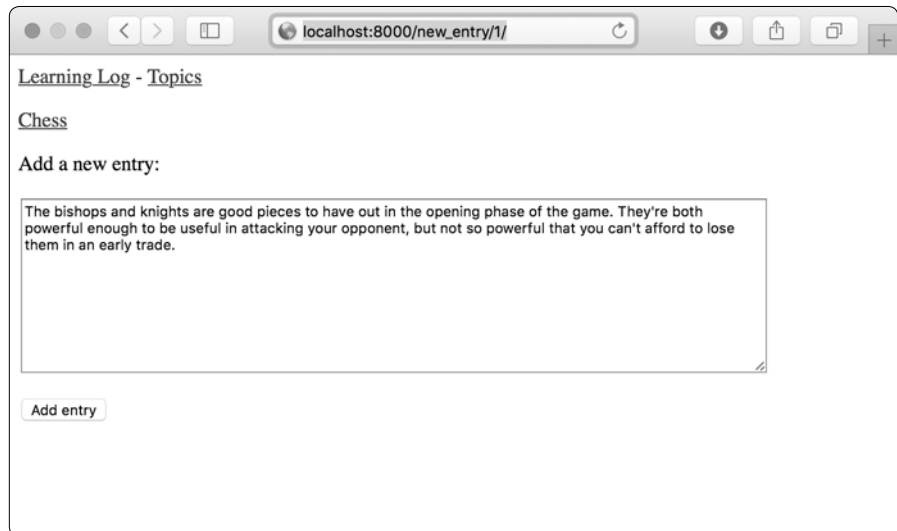 localhost:8000/new_entry/1/
Learning Log - Topics
Chess
Add a new entry:
The bishops and knights are good pieces to have out in the opening phase of the game. They're both
powerful enough to be useful in attacking your opponent, but not so powerful that you can't afford to lose
them in an early trade.
Add entry